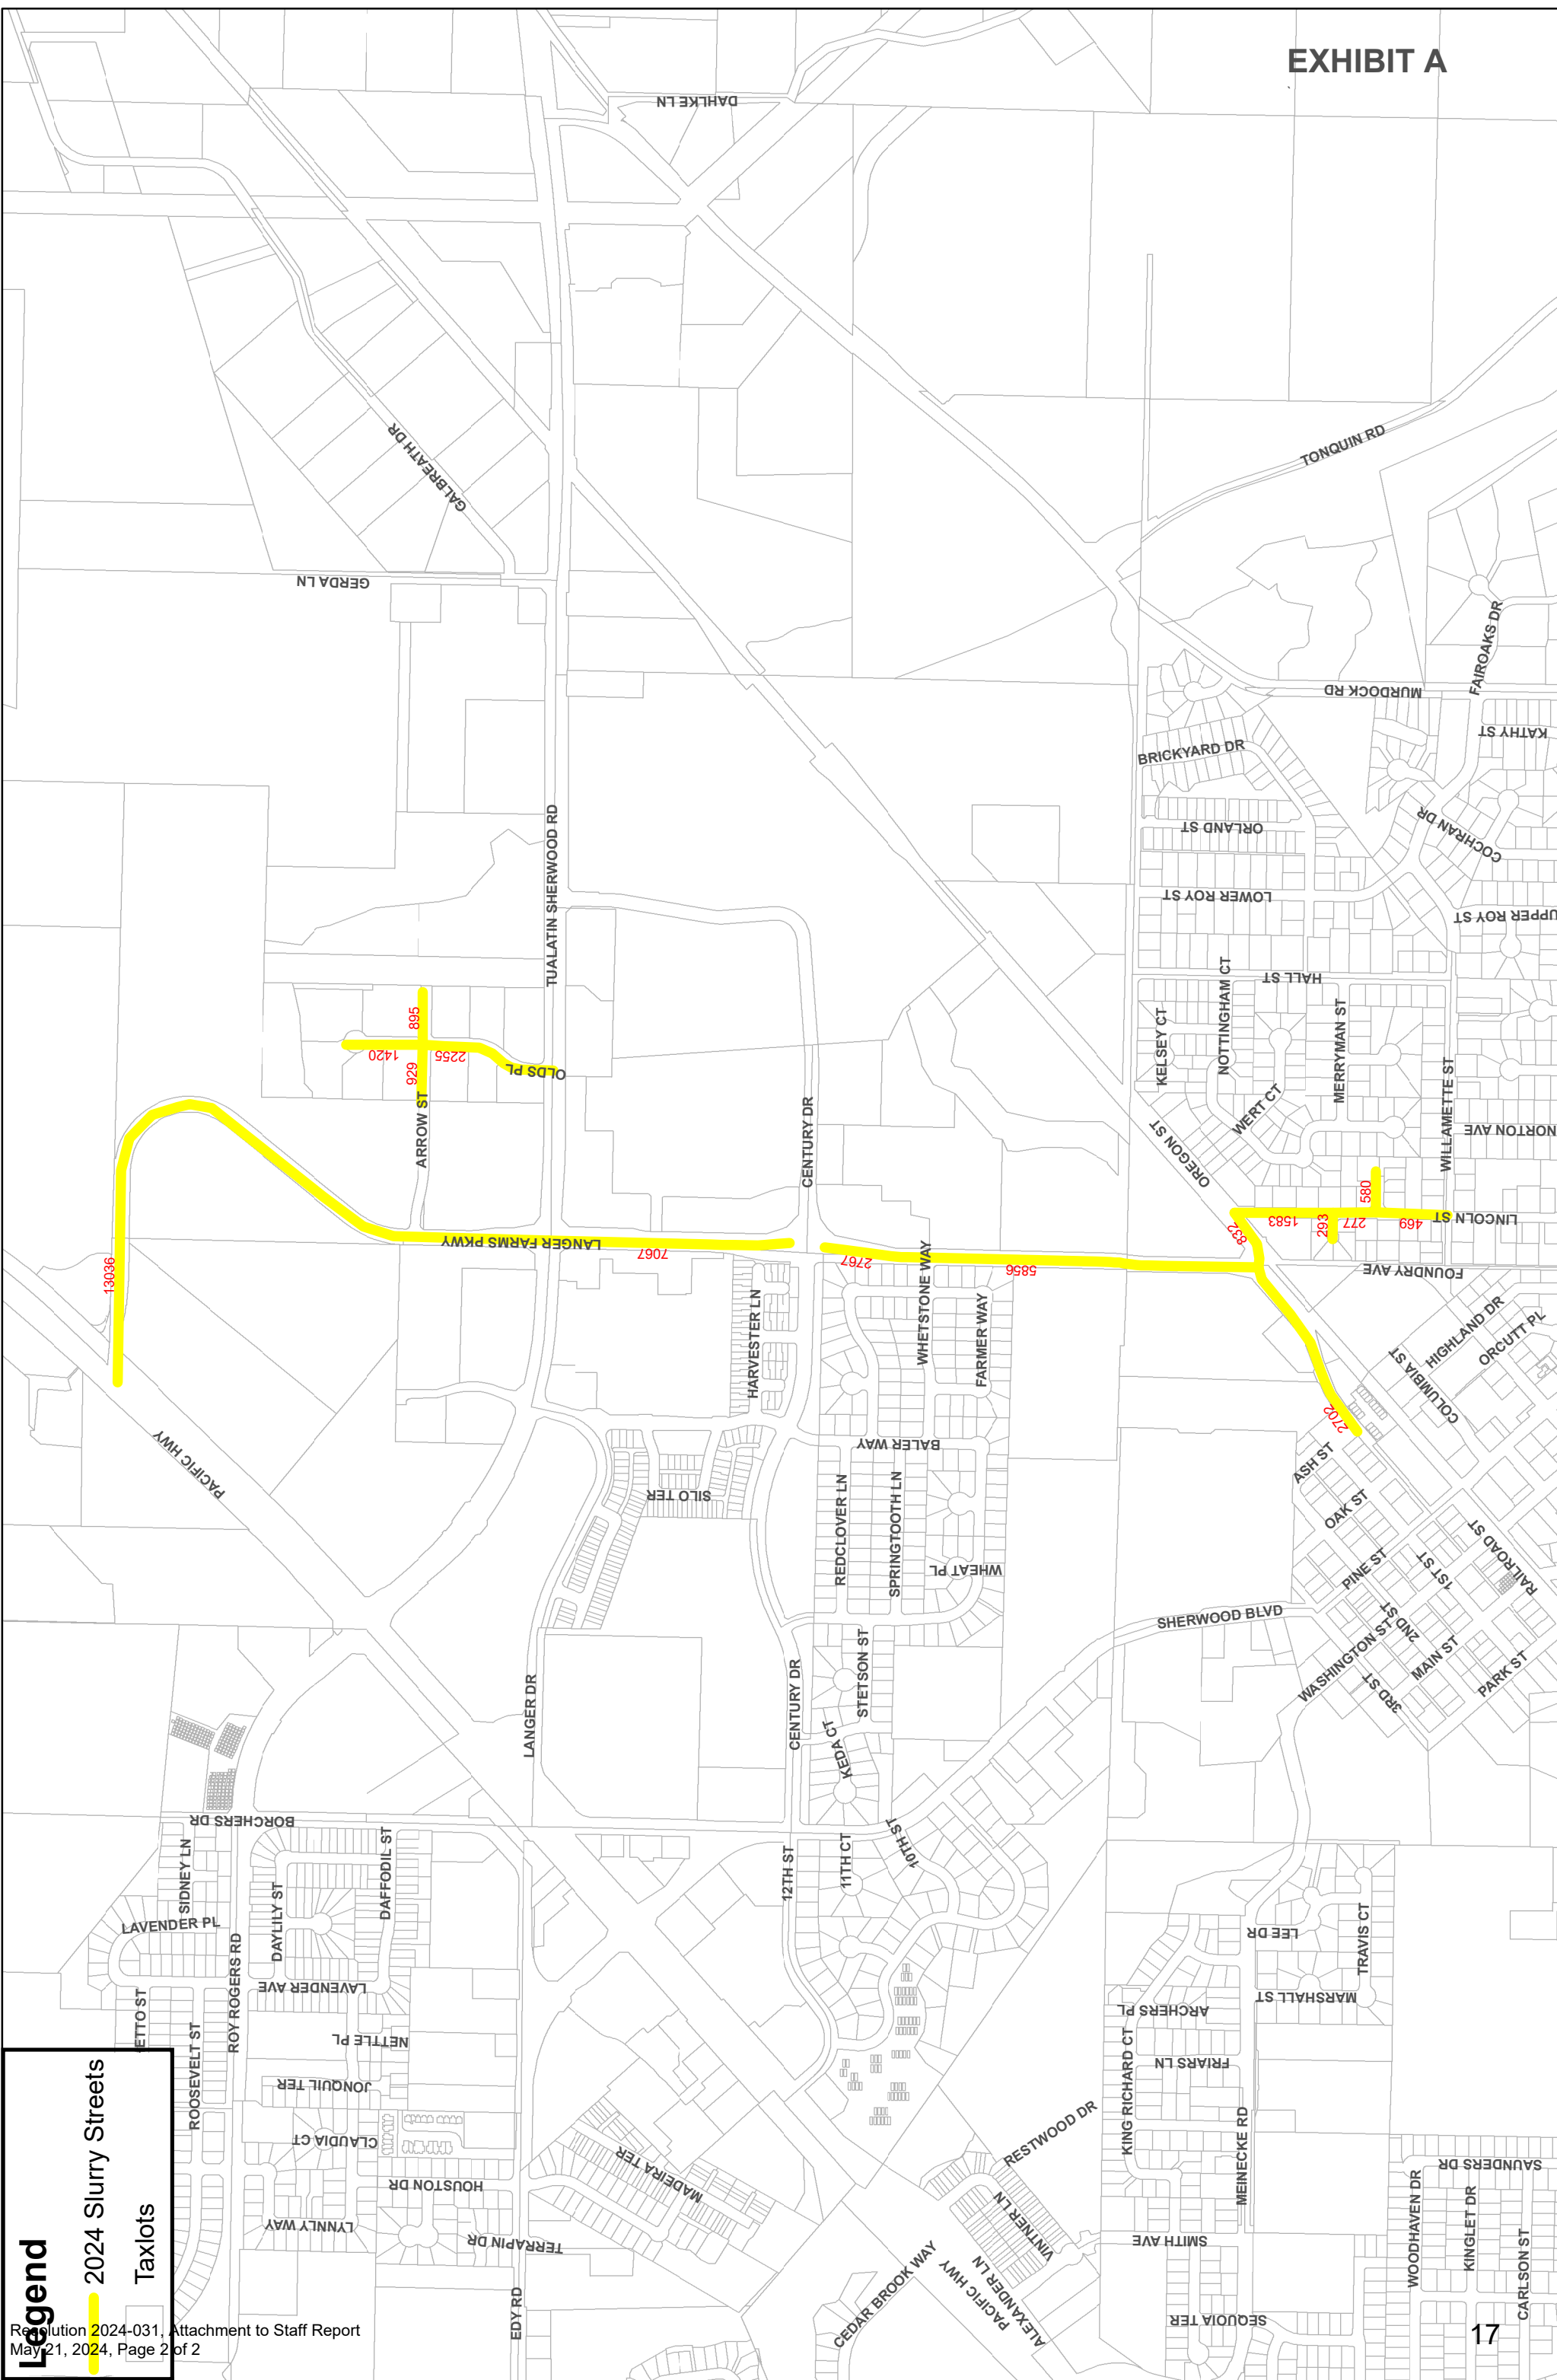 EXHIBIT A
DAHLKE LN
GALBREATH DR
TONQUIN RD
GERDA LN
FAIROAKS DR
MURDOCK RD
KATHY ST
BRICKYARD DR
TUALATIN SHERWOOD RD
ORLAND ST
COCHRAN DR
LOWER ROY ST
UPPER ROY ST
HALL ST
NOTTINGHAM CT
895
KELSEY CT
MERRYMAN ST
1420
2255
929
OLDS PL
WILLAMETTE ST
ARROW ST
CENTURY DR
WERT CT
NORTON AVE
OREGON ST
580
LANGER FARMS PKWY
7067
832
1583
293
277
469
LINCOLN ST
13036
2767
WHETSTONE WAY
5856
FOUNDRY AVE
HARVESTER LN
FARMER WAY
HIGHLAND DR
ORCUTT PL
COLUMBIA ST
2702
PACIFIC HWY
BALER WAY
ASH ST
SILO TER
REDCLOVER LN
SPRINGTOOTH LN
OAK ST
WHEAT PL
PINE ST
1ST ST
RAILROAD ST
SHERWOOD BLVD
2ND ST
WASHINGTON ST
MAIN ST
PARK ST
3RD ST
LANGER DR
CENTURY DR
STETSON ST
KEDA CT
BORCHERS DR
SIDNEY LN
DAFFODIL ST
12TH ST
11TH CT
10TH ST
LAVENDER PL
DAYLILY ST
ROY ROGERS RD
LEE DR
TRAVIS CT
LAVENDER AVE
MARSHALL ST
ARCHERS PL
ETTO ST
ROOSEVELT ST
NETTLE PL
KING RICHARD CT
FRIARS LN
JONQUIL TER
CLAUDIA CT
RESTWOOD DR
MEINECKE RD
HOUSTON DR
MADEIRA TER
SAUNDERS DR
LYNNLY WAY
TERRAPIN DR
VINTNER LN
SMITH AVE
WOODHAVEN DR
KINGLET DR
CARLSON ST
EDY RD
CEDAR BROOK WAY
PACIFIC HWY
ALEXANDER LN
SEQUOIA TER
Legend
2024 Slurry Streets
Taxlots
Resolution 2024-031, Attachment to Staff Report
May 21, 2024, Page 2 of 2
17